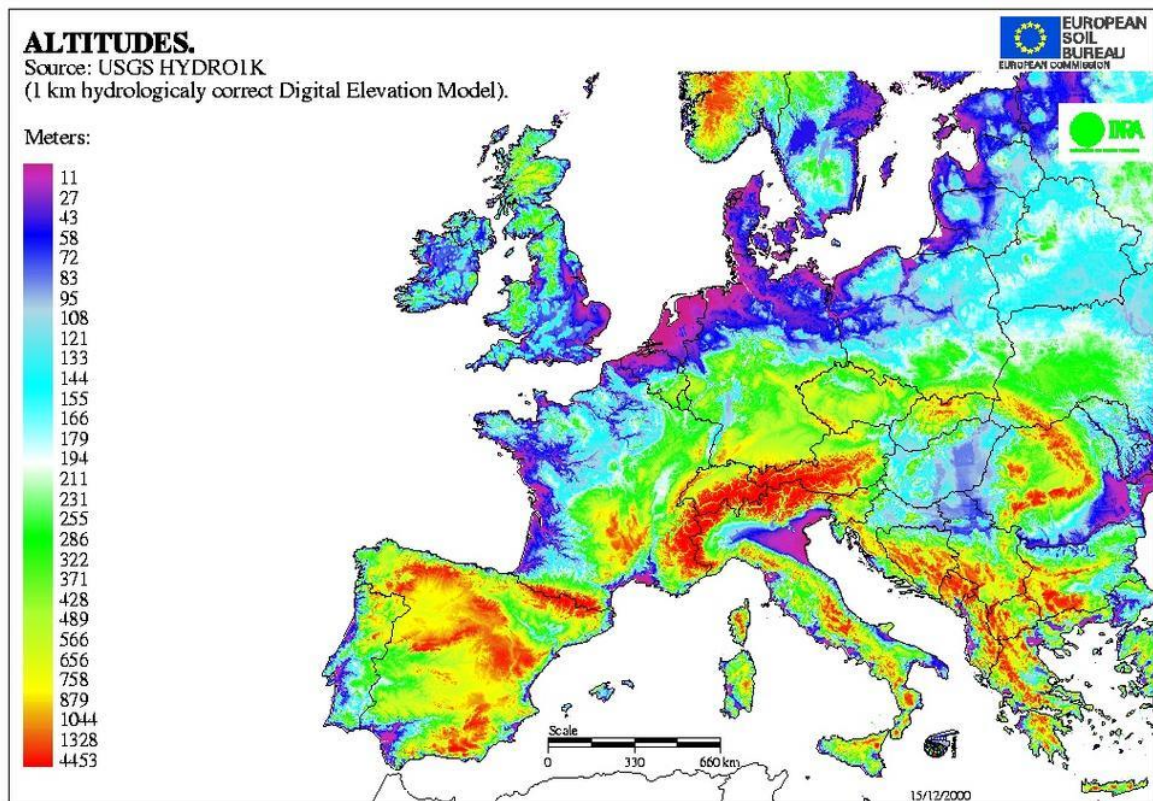 ALTITUDES.
Source: USGS HYDRO1K
(1 km hydrologicaly correct Digital Elevation Model).
EUROPEAN
SOIL
BUREAU
EUROPEAN COMMISSION
INRA
Meters:
11
27
43
58
72
83
95
108
121
133
144
155
166
179
194
211
231
255
286
322
371
428
489
566
656
758
879
1044
1328
4453
Scale
0 330 660 km
15/12/2000